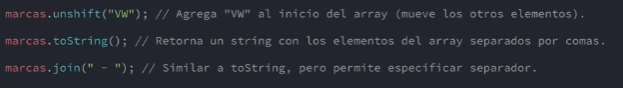 marcas.unshift("VW"); // Agrega "VW" al inicio del array (mueve los otros elementos).
marcas.toString(); // Retorna un string con los elementos del array separados por comas.
marcas.join(" - "); // Similar a toString, pero permite especificar separador.